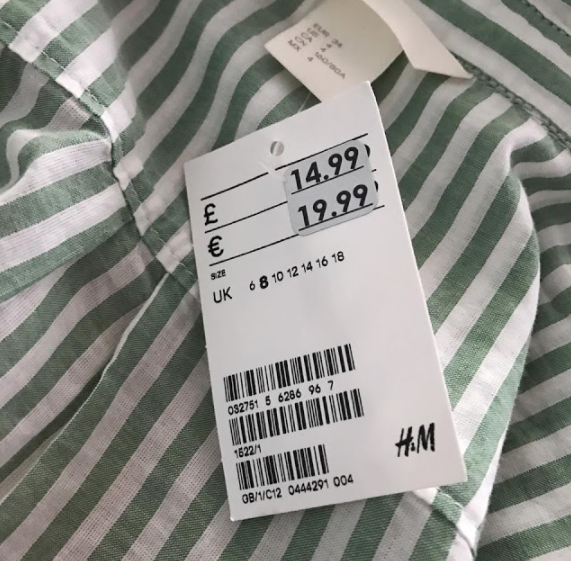 £ 14.99
€ 19.99
SIZE
UK 6 8 10 12 14 16 18
032751 5 6286 96 7
1522/1
H&M
GB/1/C12 0444291 004